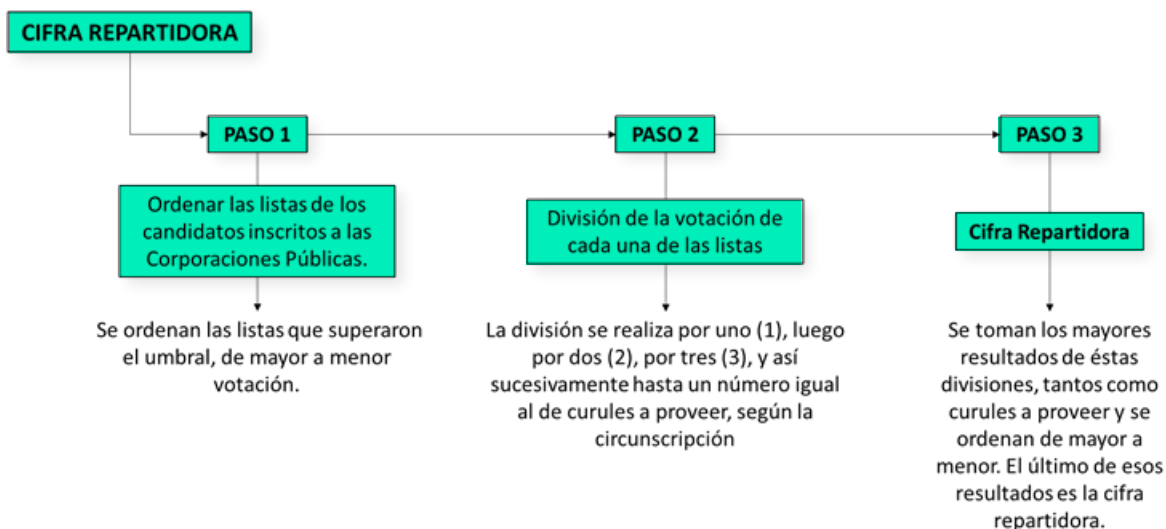 CIFRA REPARTIDORA
PASO 1
PASO 2
PASO 3
Ordenar las listas de los
candidatos inscritos a las
Corporaciones Públicas.
División de la votación de
cada una de las listas
Cifra Repartidora
Se ordenan las listas que superaron
el umbral, de mayor a menor
votación.
La división se realiza por uno (1), luego
por dos (2), por tres (3), y así
sucesivamente hasta un número igual
al de curules a proveer, según la
circunscripción
Se toman los mayores
resultados de éstas
divisiones, tantos como
curules a proveer y se
ordenan de mayor a
menor. El último de esos
resultados es la cifra
repartidora.